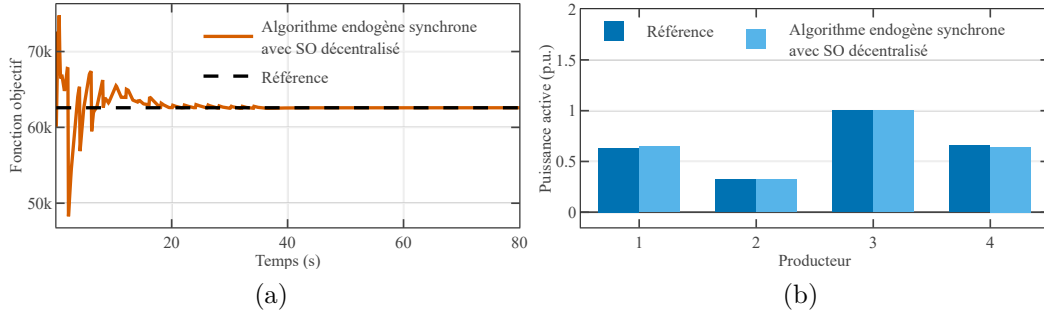 Fonction objectif
70k
60k
50k
Algorithme endogène synchrone
avec SO décentralisé
Référence
20
40
60
80
Temps (s)
(a)
Puissance active (p.u.)
2
1.5
1
0.5
0
Référence
Algorithme endogène synchrone
avec SO décentralisé
1
2
3
4
Producteur
(b)